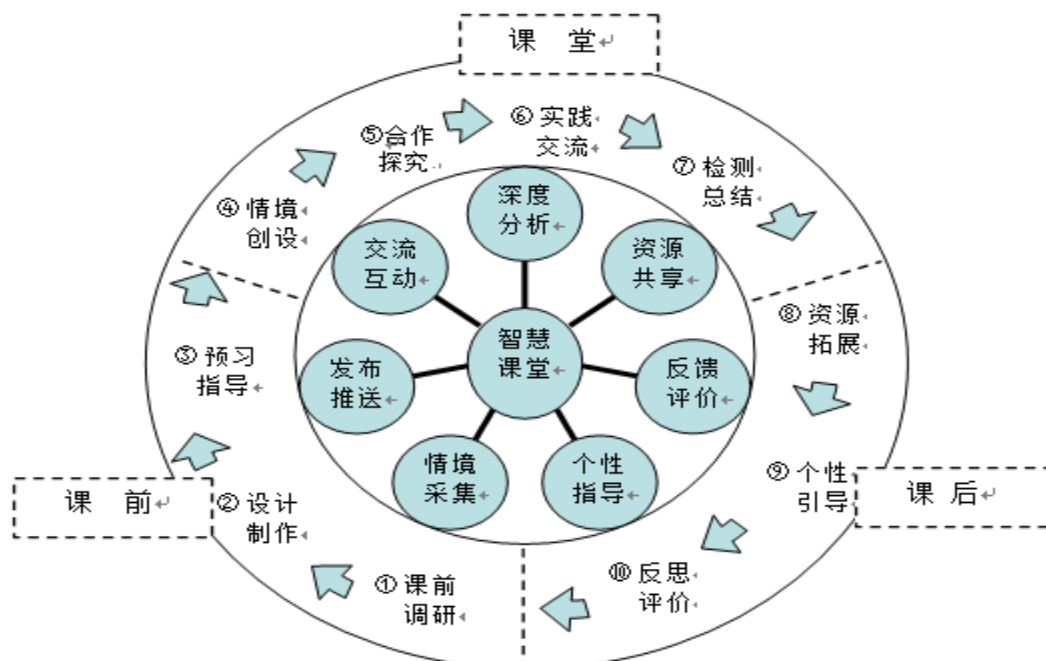 课 堂
⑥实践
交流
⑤合作
探究
⑦检测
总结
④情境
创设
深度
分析
交流
互动
资源
共享
⑧资源
拓展
③预习
指导
智慧
课堂
发布
推送
反馈
评价
情境
采集
个性
指导
⑨个性
引导
课 前
课 后
②设计
制作
①课前
调研
⑩反思
评价